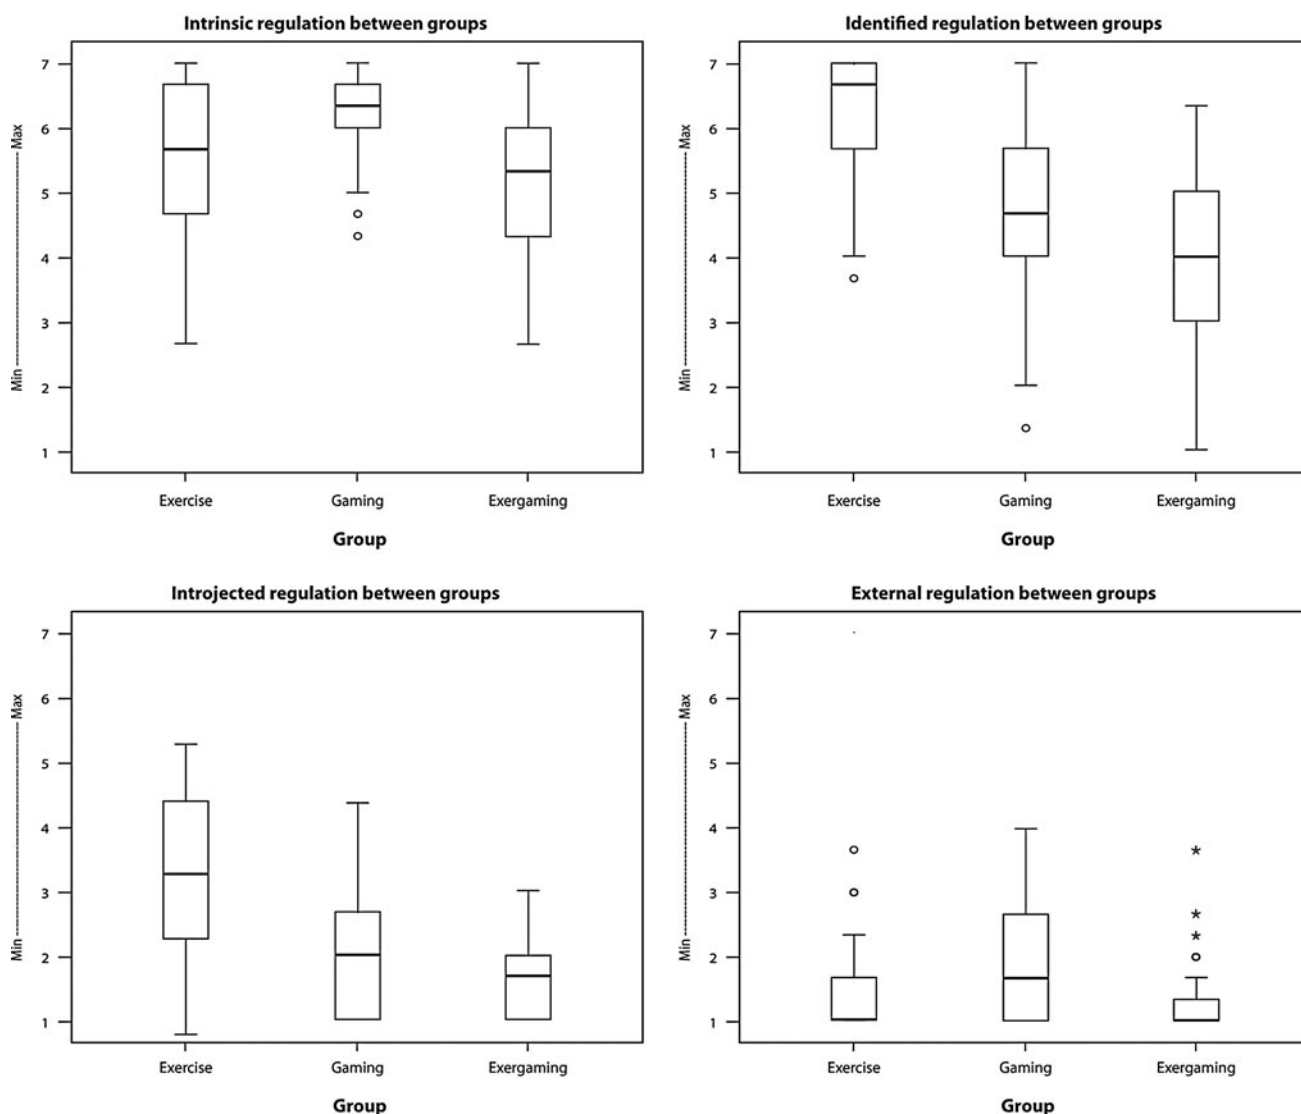 Intrinsic regulation between groups
Identified regulation between groups
7
6
5
4
3
2
1
Min Max
Exercise Gaming Exergaming
Group
7
6
5
4
3
2
1
Min Max
Exercise Gaming Exergaming
Group
Introjected regulation between groups
External regulation between groups
7
6
5
4
3
2
1
Min Max
Exercise Gaming Exergaming
Group
7
6
5
4
3
2
1
Min Max
Exercise Gaming Exergaming
Group